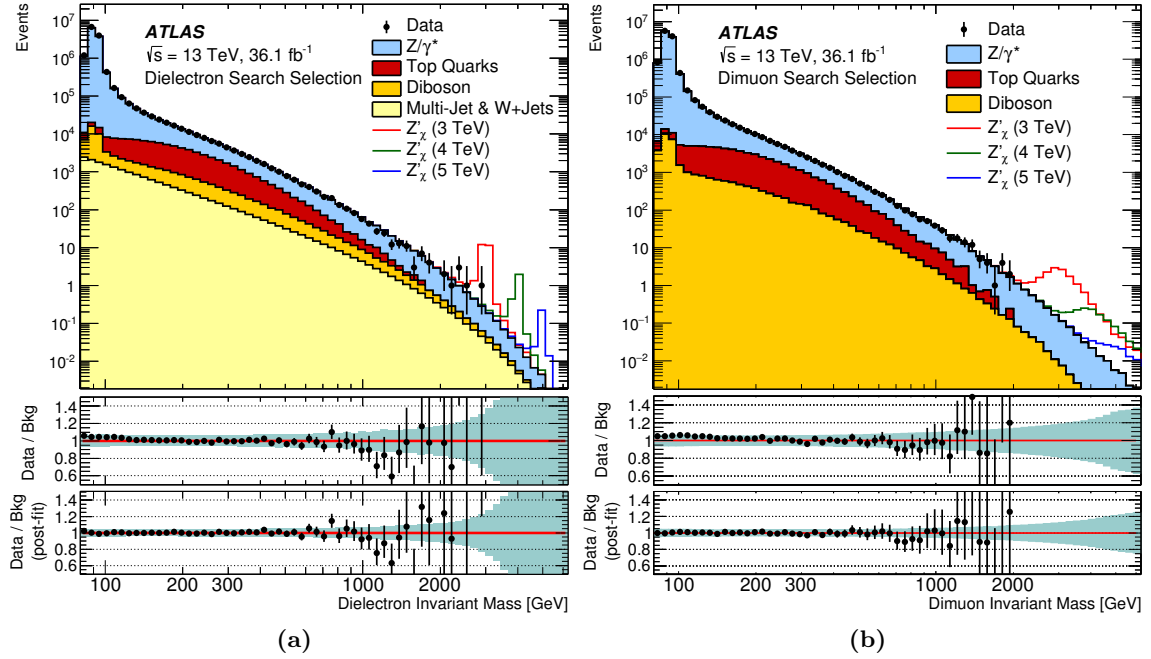 Events
10⁷
10⁶
10⁵
10⁴
10³
10²
10
1
10⁻¹
10⁻²
ATLAS
√s = 13 TeV, 36.1 fb⁻¹
Dielectron Search Selection
Data
Z/γ*
Top Quarks
Diboson
Multi-Jet & W+Jets
Z'χ (3 TeV)
Z'χ (4 TeV)
Z'χ (5 TeV)
Data / Bkg
1.4
1.2
1
0.8
0.6
Data / Bkg
(post-fit)
1.4
1.2
1
0.8
0.6
100 200 300 1000 2000
Dielectron Invariant Mass [GeV]
(a)
Events
10⁷
10⁶
10⁵
10⁴
10³
10²
10
1
10⁻¹
10⁻²
ATLAS
√s = 13 TeV, 36.1 fb⁻¹
Dimuon Search Selection
Data
Z/γ*
Top Quarks
Diboson
Z'χ (3 TeV)
Z'χ (4 TeV)
Z'χ (5 TeV)
Data / Bkg
1.4
1.2
1
0.8
0.6
Data / Bkg
(post-fit)
1.4
1.2
1
0.8
0.6
100 200 300 1000 2000
Dimuon Invariant Mass [GeV]
(b)